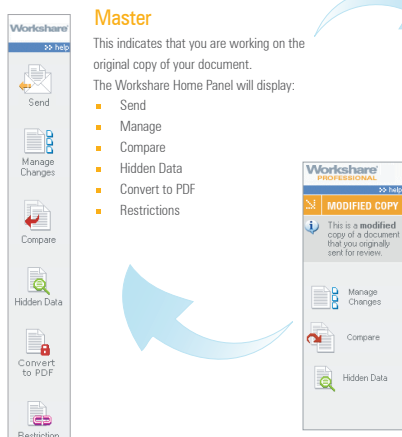 Workshare
>> help
Send
Manage
Changes
Compare
Hidden Data
Convert
to PDF
Restriction
Master
This indicates that you are working on the
original copy of your document.
The Workshare Home Panel will display:
Send
Manage
Compare
Hidden Data
Convert to PDF
Restrictions
Workshare
PROFESSIONAL
>> help
MODIFIED COPY
This is a modified
copy of a document
that you originally
sent for review.
Manage
Changes
Compare
Hidden Data